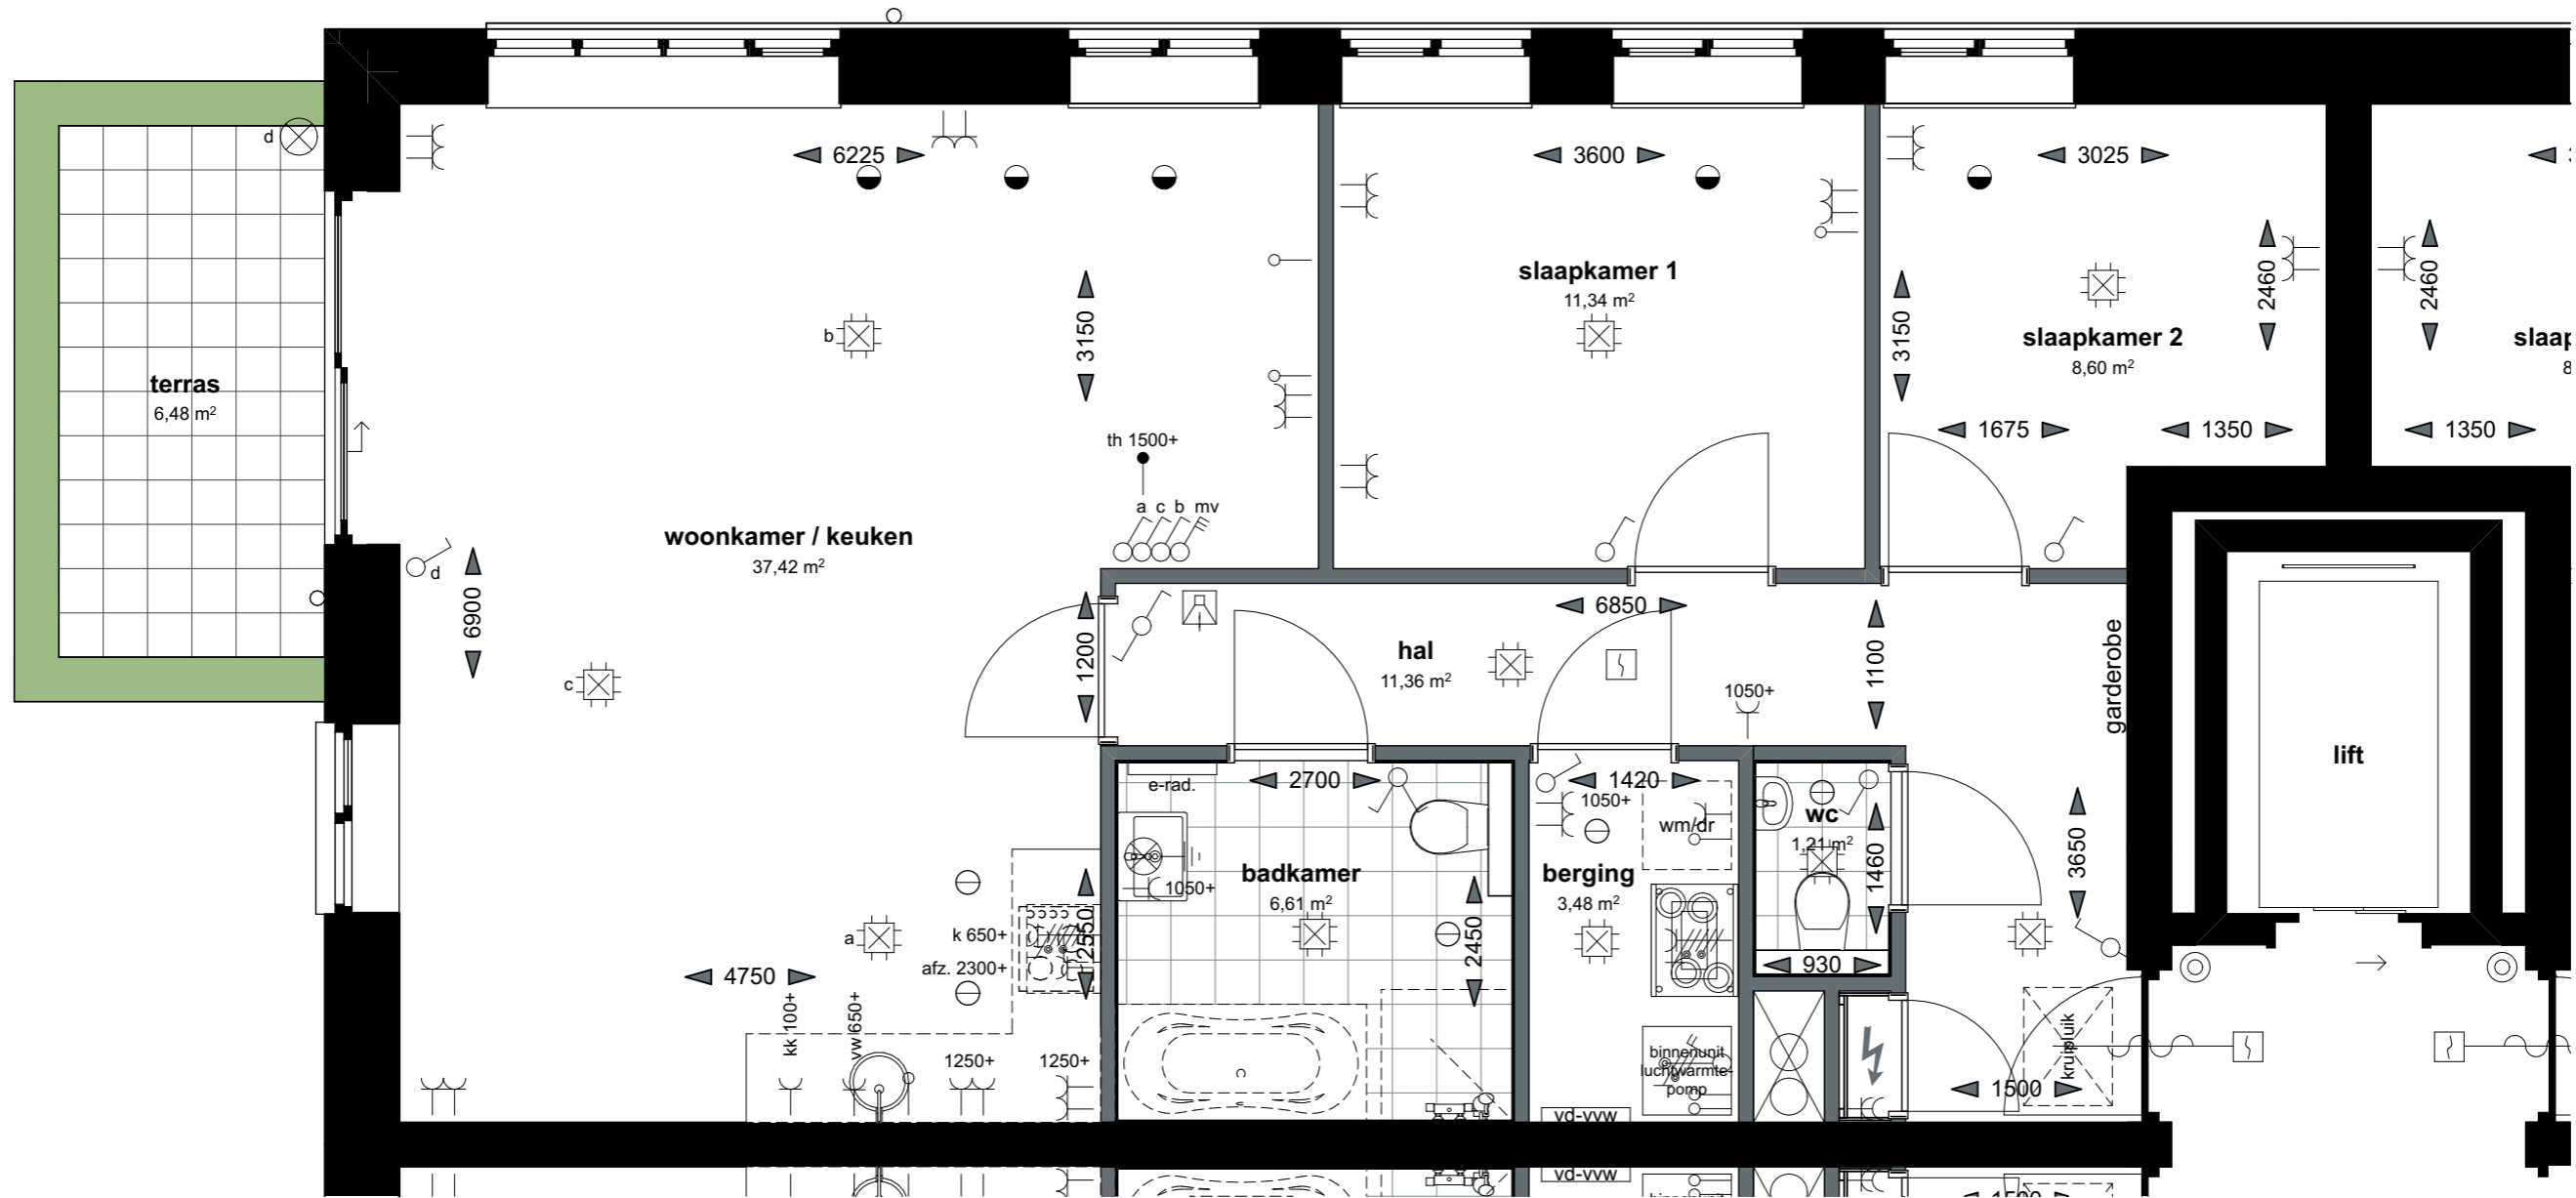 d
6225
3600
3025
3150
3150
2460
2460
b
slaapkamer 1
11,34 m²
slaapkamer 2
8,60 m²
slaap
8
terras
6,48 m²
1675
1350
1350
th 1500+
a c b mv
woonkamer / keuken
37,42 m²
d
6900
6850
1200
hal
11,36 m²
1100
garderobe
c
1050+
lift
e-rad.
2700
1420
1050+
wm/dr
wc
1,21 m²
1460
3650
badkamer
6,61 m²
1050+
berging
3,48 m²
a
k 650+
afz. 2300+
2550
2450
930
4750
kk 100+
vw 650+
1250+
1250+
binnenunit
luchtwarmte-
pomp
kruipluik
1500
vd-vvw
vd-vvw
binnenunit
1500